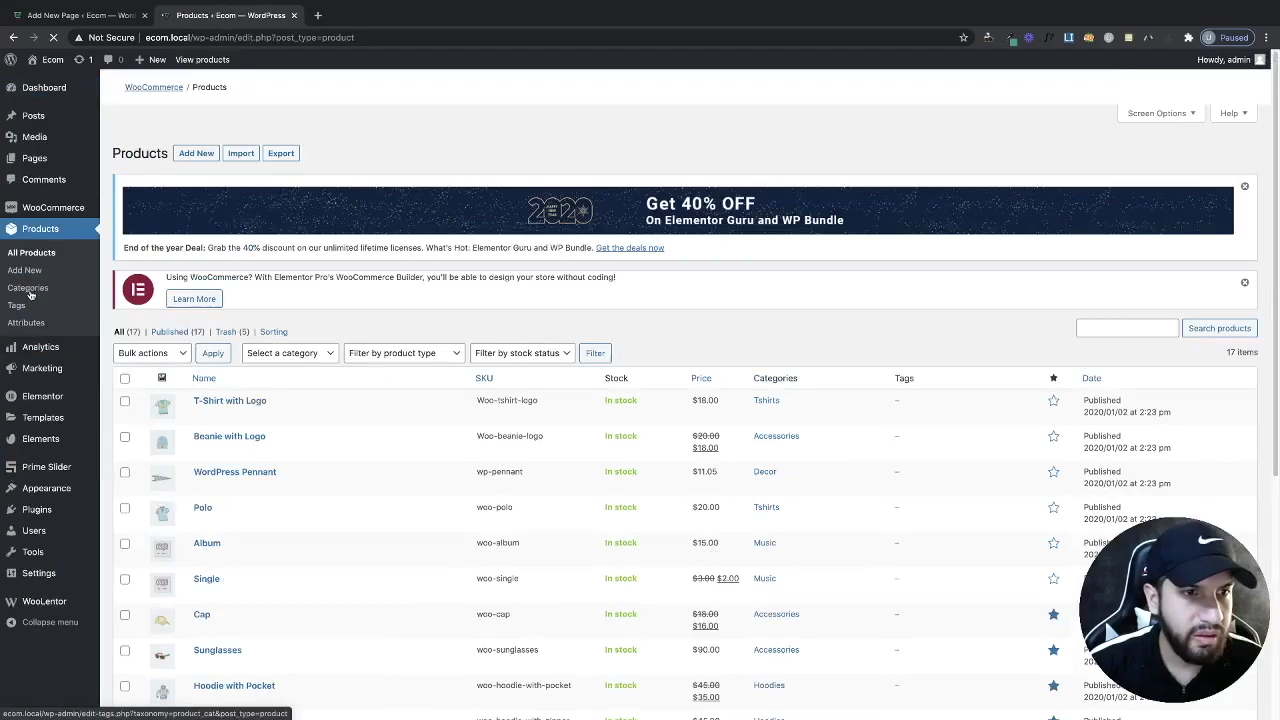 Add New Page ‹ Ecom — Wor
Products ‹ Ecom — WordPress
Not Secure | ecom.local/wp-admin/edit.php?post_type=product
Paused
Ecom 1 0 New View products
Howdy, admin
Dashboard
Posts
Media
Pages
Comments
WooCommerce
Products
All Products
Add New
Categories
Tags
Attributes
Analytics
Marketing
Elementor
Templates
Elements
Prime Slider
Appearance
Plugins
Users
Tools
Settings
WooLentor
Collapse menu
WooCommerce / Products
Screen Options
Help
Products Add New Import Export
HAPPY NEW YEAR
2020
Get 40% OFF
On Elementor Guru and WP Bundle
End of the year Deal: Grab the 40% discount on our unlimited lifetime licenses. What's Hot: Elementor Guru and WP Bundle. Get the deals now
Using WooCommerce? With Elementor Pro's WooCommerce Builder, you'll be able to design your store without coding!
Learn More
All (17) | Published (17) | Trash (5) | Sorting
Search products
Bulk actions Apply Select a category Filter by product type Filter by stock status Filter
17 items
Name SKU Stock Price Categories Tags Date
T-Shirt with Logo Woo-tshirt-logo In stock $18.00 Tshirts – Published
2020/01/02 at 2:23 pm
Beanie with Logo Woo-beanie-logo In stock $20.00 Accessories – Published
$18.00 2020/01/02 at 2:23 pm
WordPress Pennant wp-pennant In stock $11.05 Decor – Published
2020/01/02 at 2:23 pm
Polo woo-polo In stock $20.00 Tshirts – Published
2020/01/02 at 2:23 pm
Album woo-album In stock $15.00 Music – Published
Single woo-single In stock $3.00 $2.00 Music –
Cap woo-cap In stock $18.00 Accessories –
$16.00
Sunglasses woo-sunglasses In stock $90.00 Accessories –
Hoodie with Pocket woo-hoodie-with-pocket In stock $45.00 Hoodies –
$35.00
ecom.local/wp-admin/edit-tags.php?taxonomy=product_cat&post_type=product